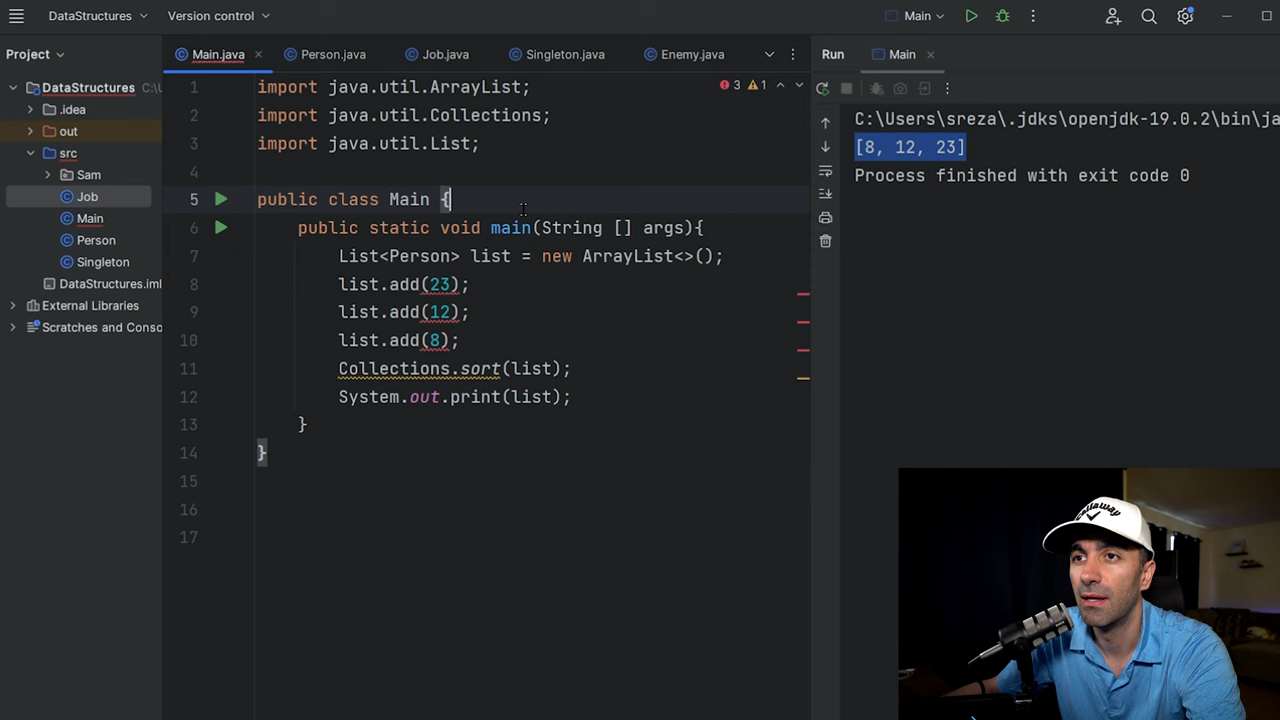 DataStructures
Version control
Main
Project
Main.java
Person.java
Job.java
Singleton.java
Enemy.java
Run
Main
DataStructures C:\U
.idea
out
src
Sam
Job
Main
Person
Singleton
DataStructures.iml
External Libraries
Scratches and Conso
3
1
1 import java.util.ArrayList;
2 import java.util.Collections;
3 import java.util.List;
4
5 public class Main {
6 public static void main(String [] args){
7 List<Person> list = new ArrayList<>();
8 list.add(23);
9 list.add(12);
10 list.add(8);
11 Collections.sort(list);
12 System.out.print(list);
13 }
14 }
15
16
17
C:\Users\sreza\.jdks\openjdk-19.0.2\bin\ja
[8, 12, 23]
Process finished with exit code 0
Callaway